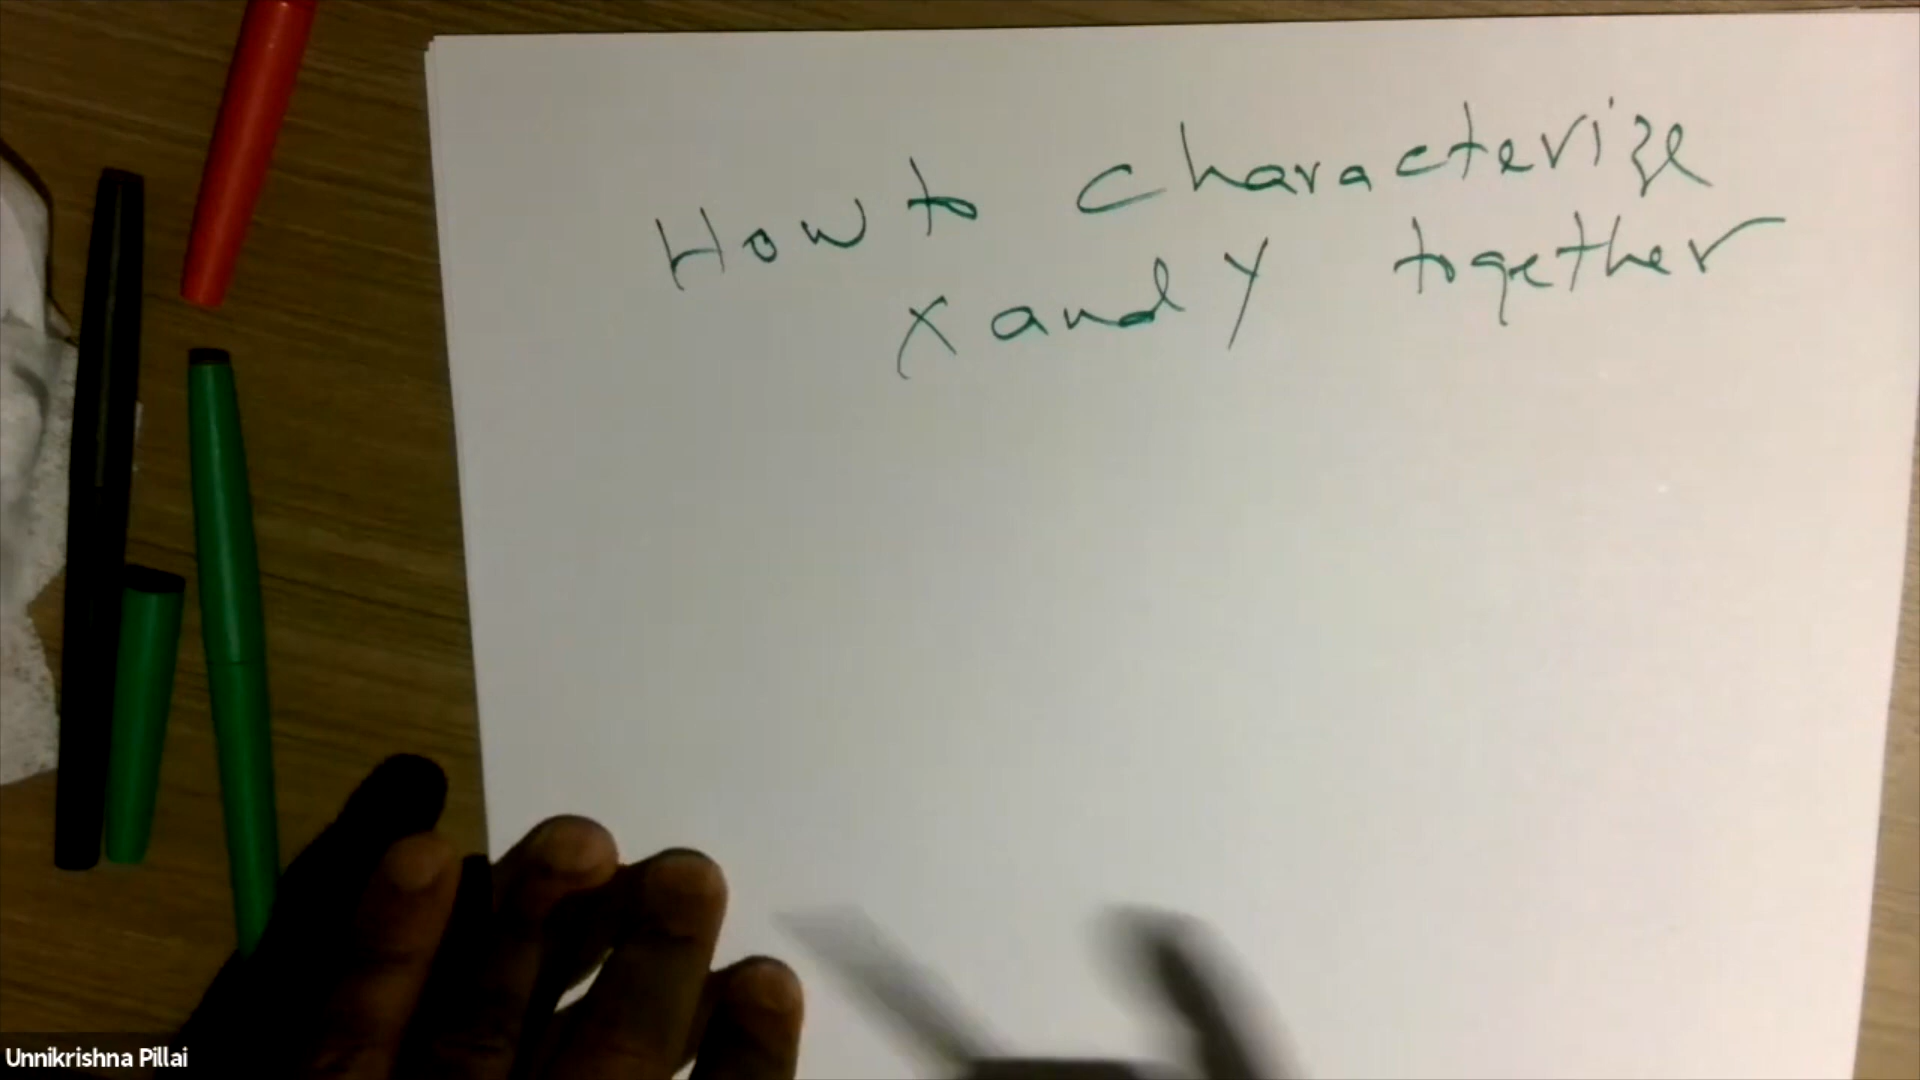 How to characterize
X and Y together
Unnikrishna Pillai